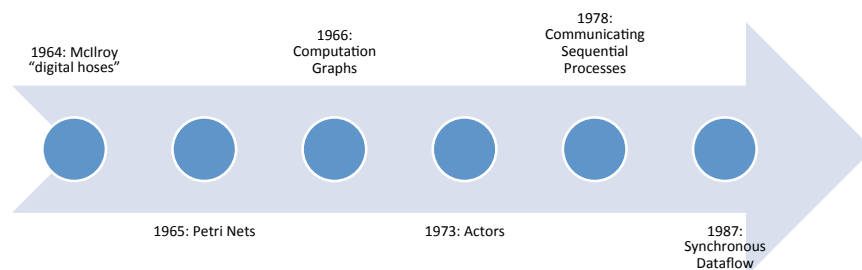 1964: McIlroy
“digital hoses”
1965: Petri Nets
1966:
Computation
Graphs
1973: Actors
1978:
Communicating
Sequential
Processes
1987:
Synchronous
Dataflow